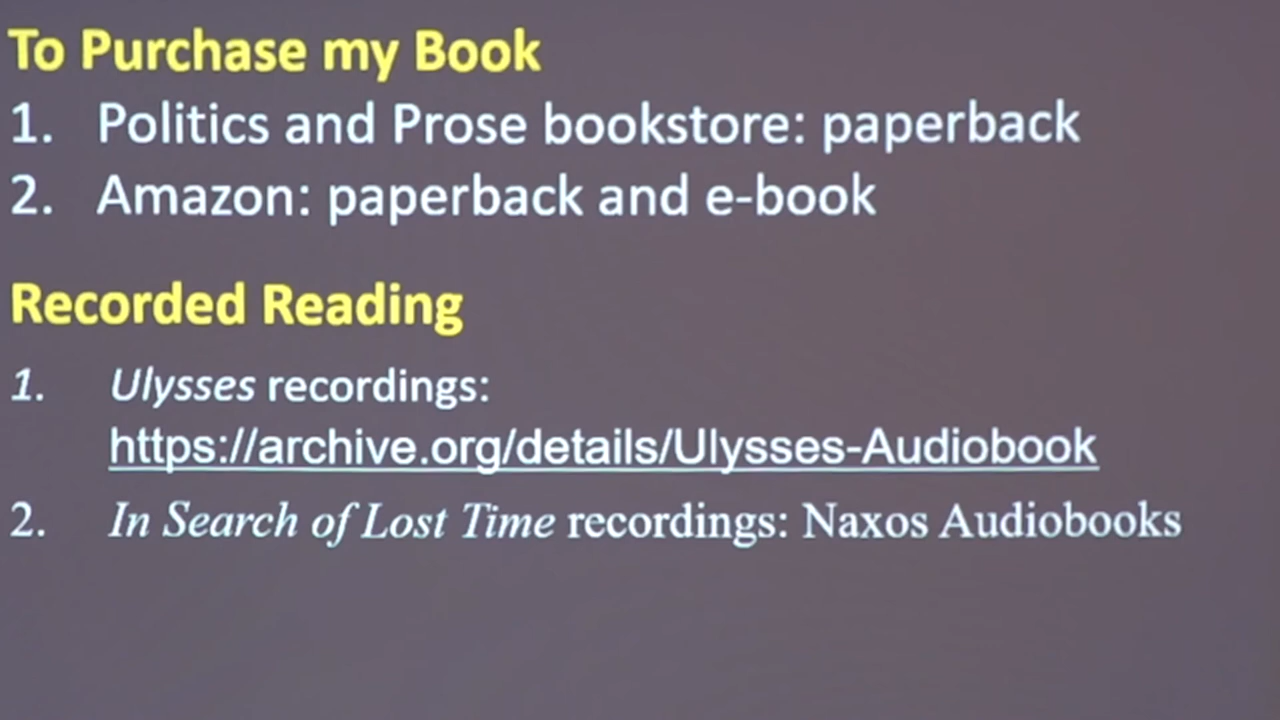 To Purchase my Book
1. Politics and Prose bookstore: paperback
2. Amazon: paperback and e-book
Recorded Reading
1. Ulysses recordings:
https://archive.org/details/Ulysses-Audiobook
2. In Search of Lost Time recordings: Naxos Audiobooks